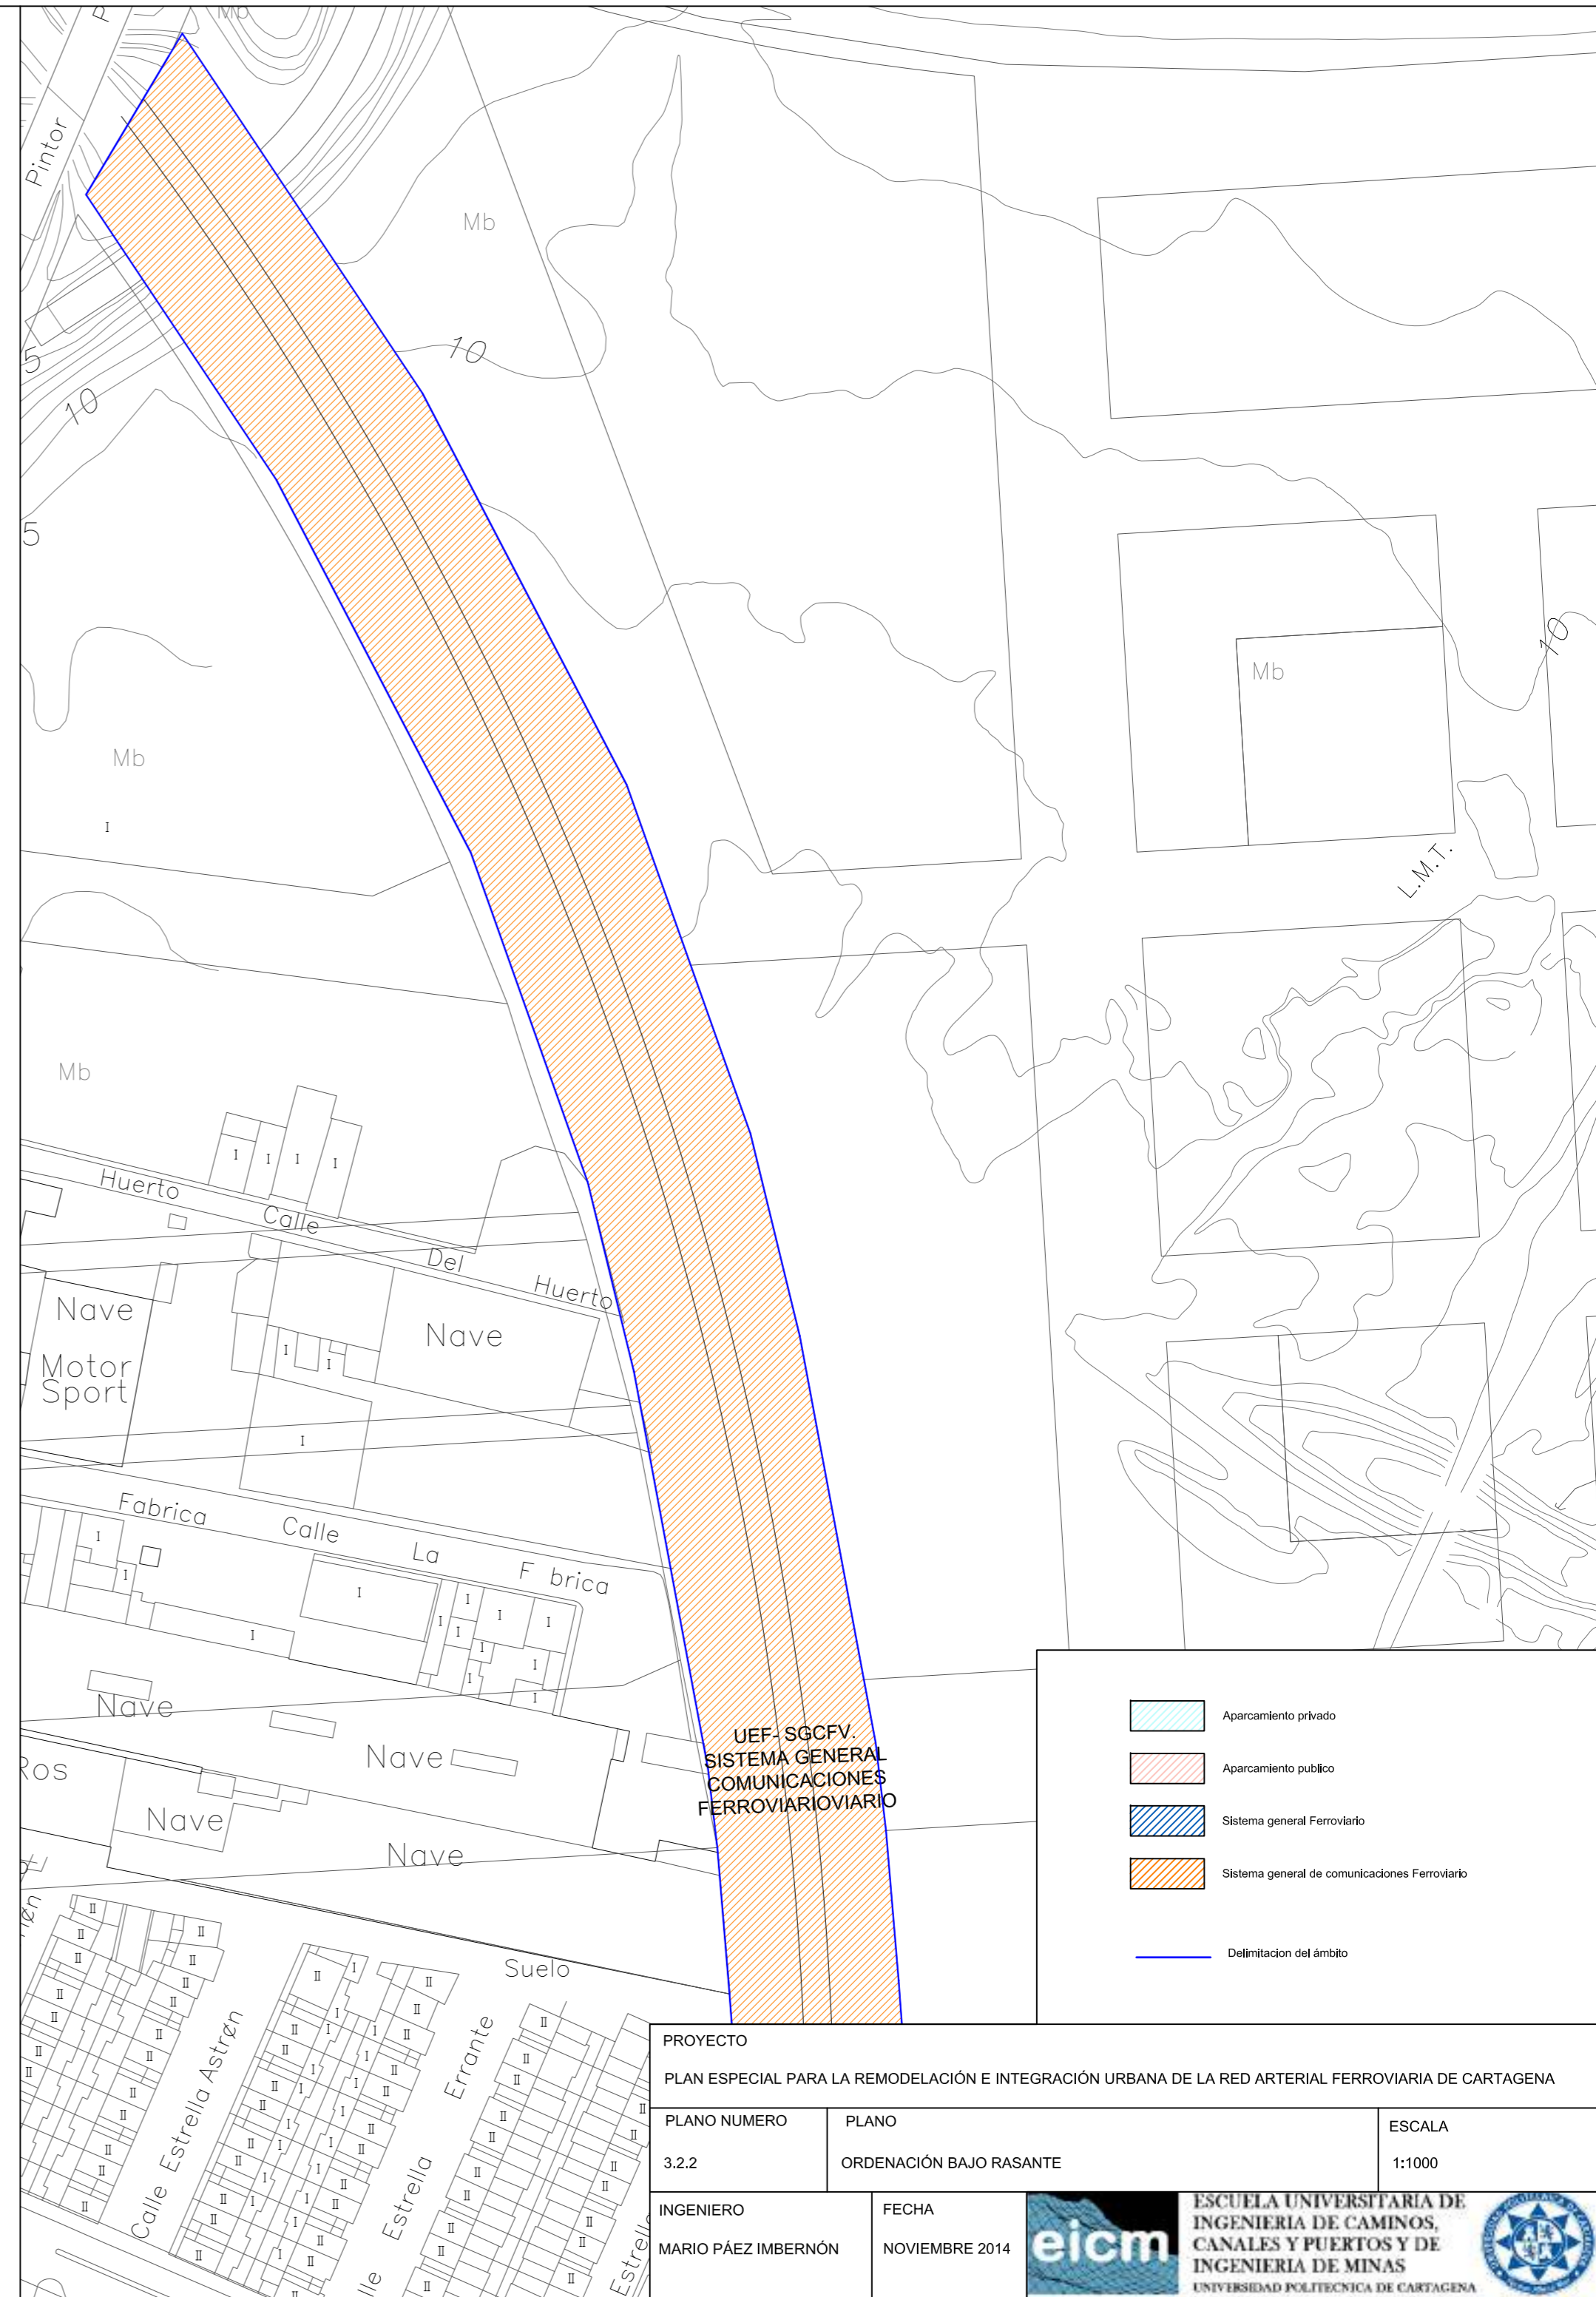 Mb
P
Pintor
Mb
10
5
10
5
Mb
10
Mb
I
L.M.T.
Mb
I I I I
Huerto
Calle
Del
Huerto
Nave
Motor
Sport
Nave
I I
I
Fabrica
Calle
La
F brica
I
I
I
I
I
I
I
I
I
I
I
I
I
Nave
Nave
Ros
Nave
Nave
UEF- SGCFV.
SISTEMA GENERAL
COMUNICACIONES
FERROVIARIOVIARIO
Aparcamiento privado
Aparcamiento publico
Sistema general Ferroviario
Sistema general de comunicaciones Ferroviario
Delimitacion del ámbito
Suelo
Calle Estrella Astrøn
Estrella Errante
Estrella
PROYECTO
PLAN ESPECIAL PARA LA REMODELACIÓN E INTEGRACIÓN URBANA DE LA RED ARTERIAL FERROVIARIA DE CARTAGENA
PLANO NUMERO
3.2.2
PLANO
ORDENACIÓN BAJO RASANTE
ESCALA
1:1000
INGENIERO
MARIO PÁEZ IMBERNÓN
FECHA
NOVIEMBRE 2014
eicm
ESCUELA UNIVERSITARIA DE
INGENIERIA DE CAMINOS,
CANALES Y PUERTOS Y DE
INGENIERIA DE MINAS
UNIVERSIDAD POLITECNICA DE CARTAGENA